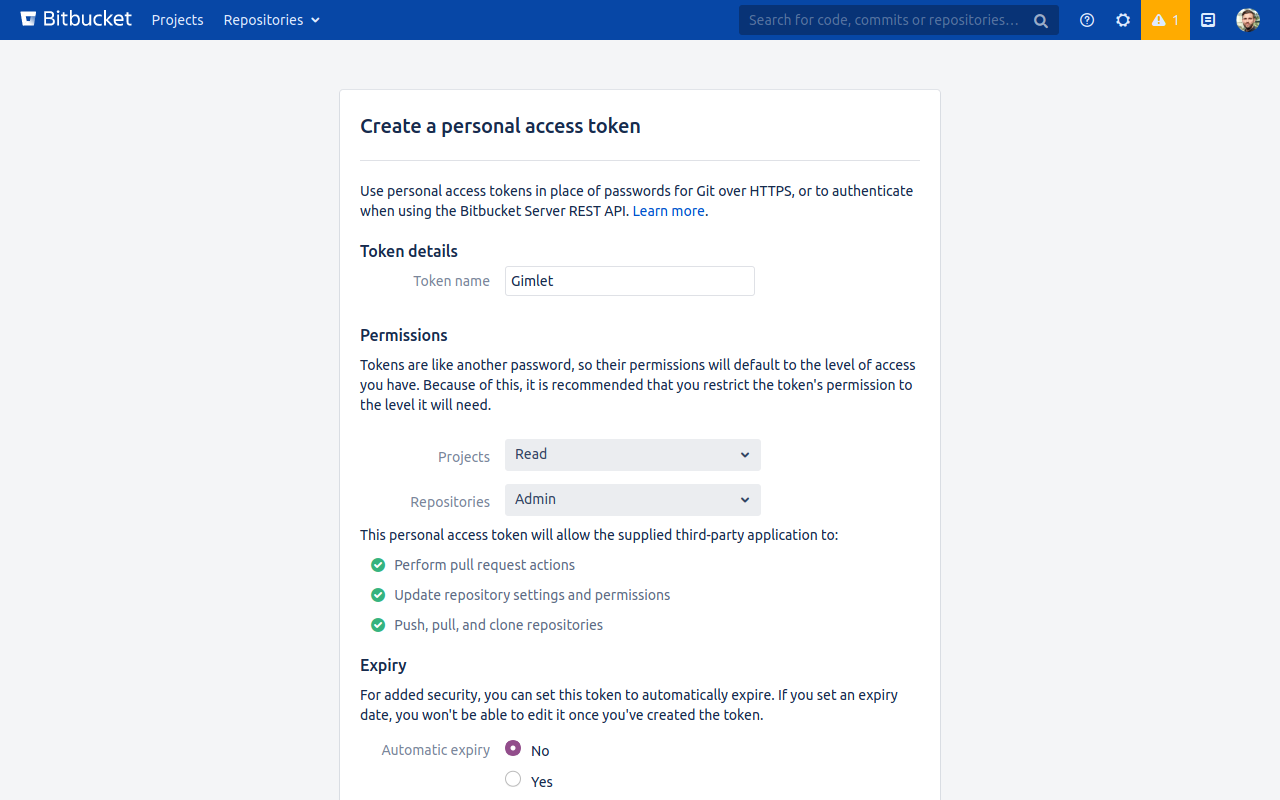 Bitbucket Projects Repositories Search for code, commits or repositories... 1
Create a personal access token
Use personal access tokens in place of passwords for Git over HTTPS, or to authenticate
when using the Bitbucket Server REST API. Learn more.
Token details
Token name Gimlet
Permissions
Tokens are like another password, so their permissions will default to the level of access
you have. Because of this, it is recommended that you restrict the token's permission to
the level it will need.
Projects Read
Repositories Admin
This personal access token will allow the supplied third-party application to:
Perform pull request actions
Update repository settings and permissions
Push, pull, and clone repositories
Expiry
For added security, you can set this token to automatically expire. If you set an expiry
date, you won't be able to edit it once you've created the token.
Automatic expiry No
Yes